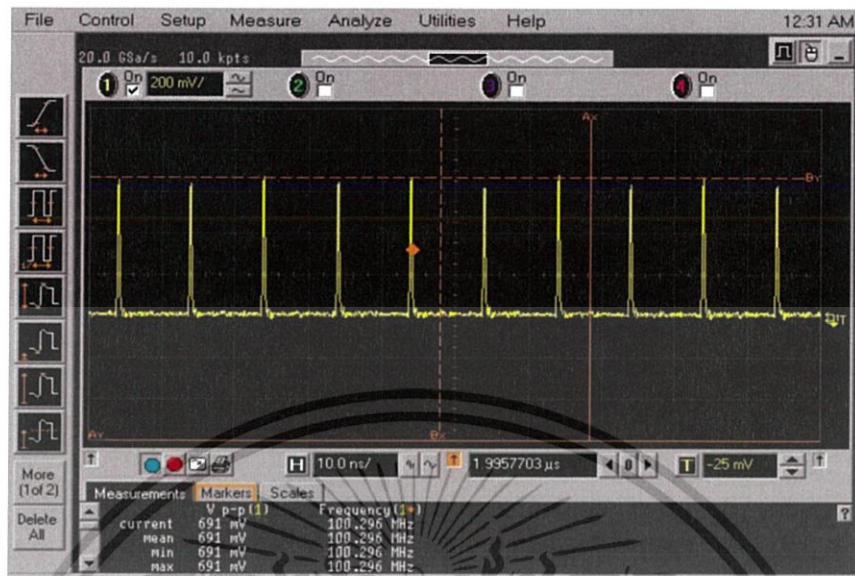 File Control Setup Measure Analyze Utilities Help 12:31 AM
20.0 GSa/s 10.0 kpts
1 On 200 mV/ 2 On 3 On 4 On
Ax
By
Ay Bx
H 10.0 ns/ 1.9957703 µs 0 T -25 mV
More
(1of 2)
Delete
All
Measurements Markers Scales
V p-p(1) Frequency(1)
current 691 mV 100.296 MHz
mean 691 mV 100.296 MHz
min 691 mV 100.296 MHz
max 691 mV 100.296 MHz
?